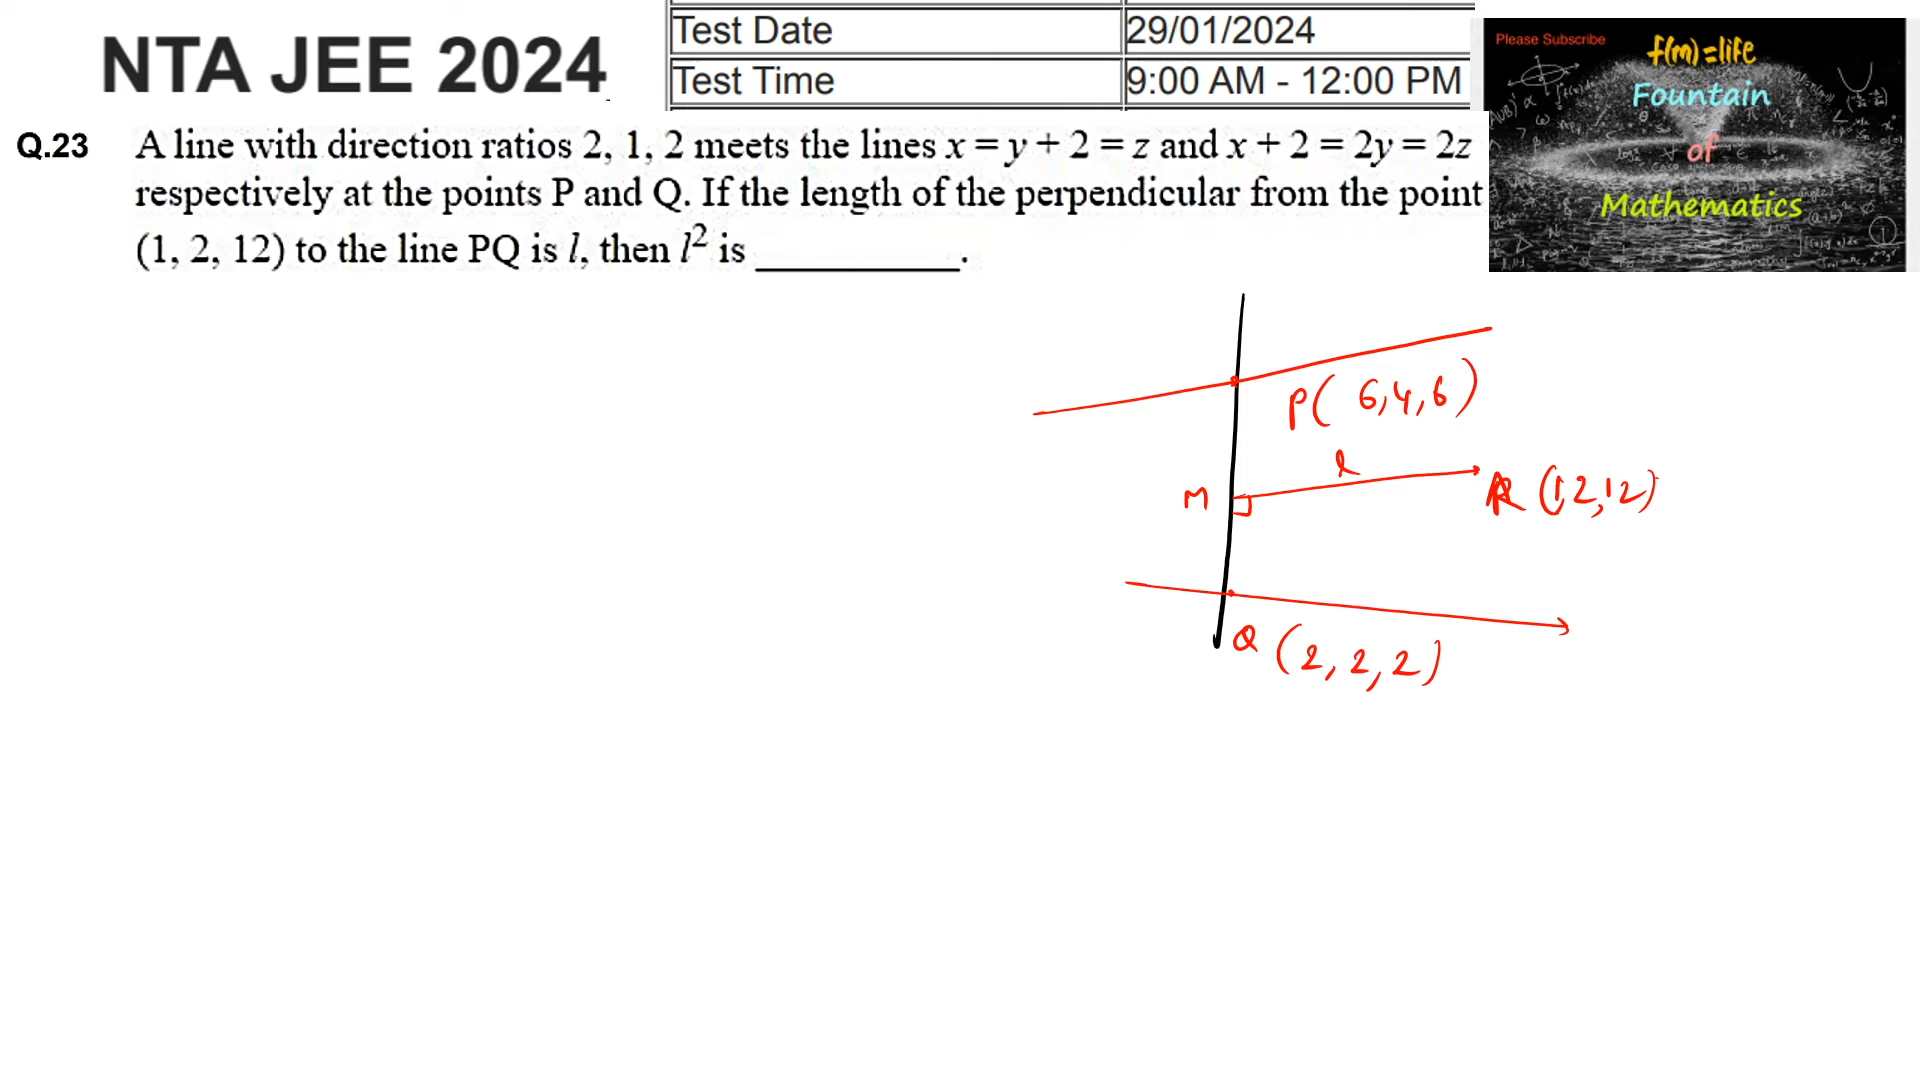 NTA JEE 2024
Test Date 29/01/2024
Test Time 9:00 AM - 12:00 PM
Please Subscribe
f(m)=life
Fountain
of
Mathematics
Q.23 A line with direction ratios 2, 1, 2 meets the lines x = y + 2 = z and x + 2 = 2y = 2z
respectively at the points P and Q. If the length of the perpendicular from the point
(1, 2, 12) to the line PQ is l, then l² is __________.
P( 6,4,6)
l
M
R (1,2,12)
Q (2,2,2)